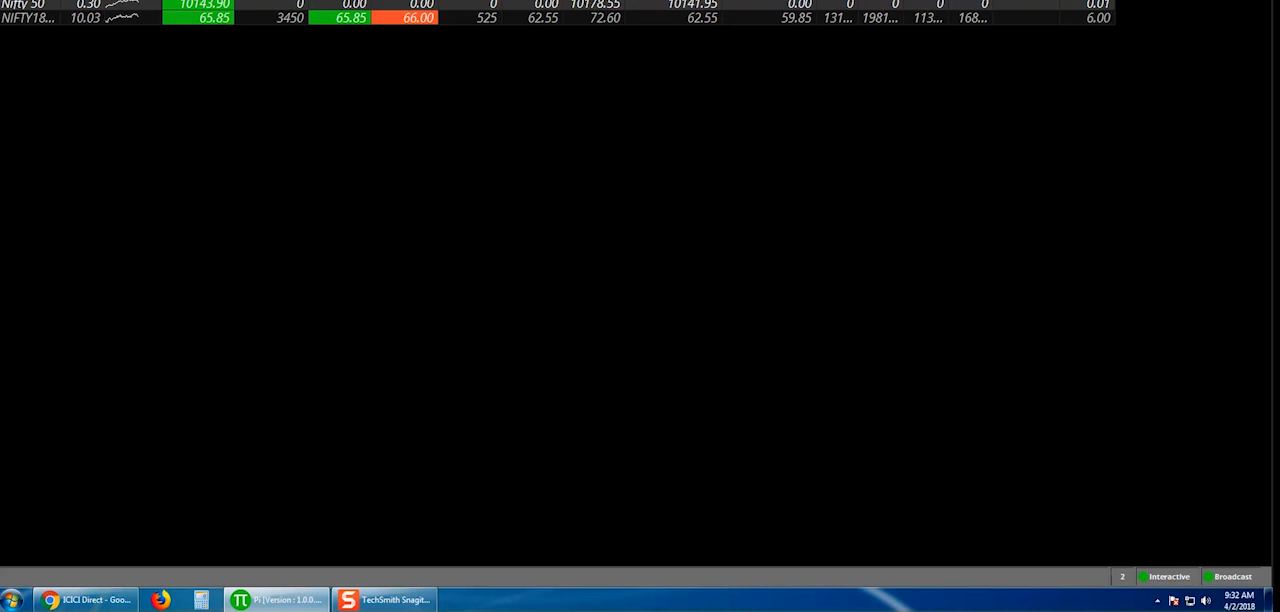 Nifty 50 0.30 10143.90 0 0.00 0.00 0 0.00 10178.55 10141.95 0.00 0 0 0 0 0.01
NIFTY18... 10.03 65.85 3450 65.85 66.00 525 62.55 72.60 62.55 59.85 131... 1981... 113... 168... 6.00
2 Interactive Broadcast
ICICI Direct - Goo... Pi [Version : 1.0.0.... TechSmith Snagit... 9:32 AM
4/2/2018